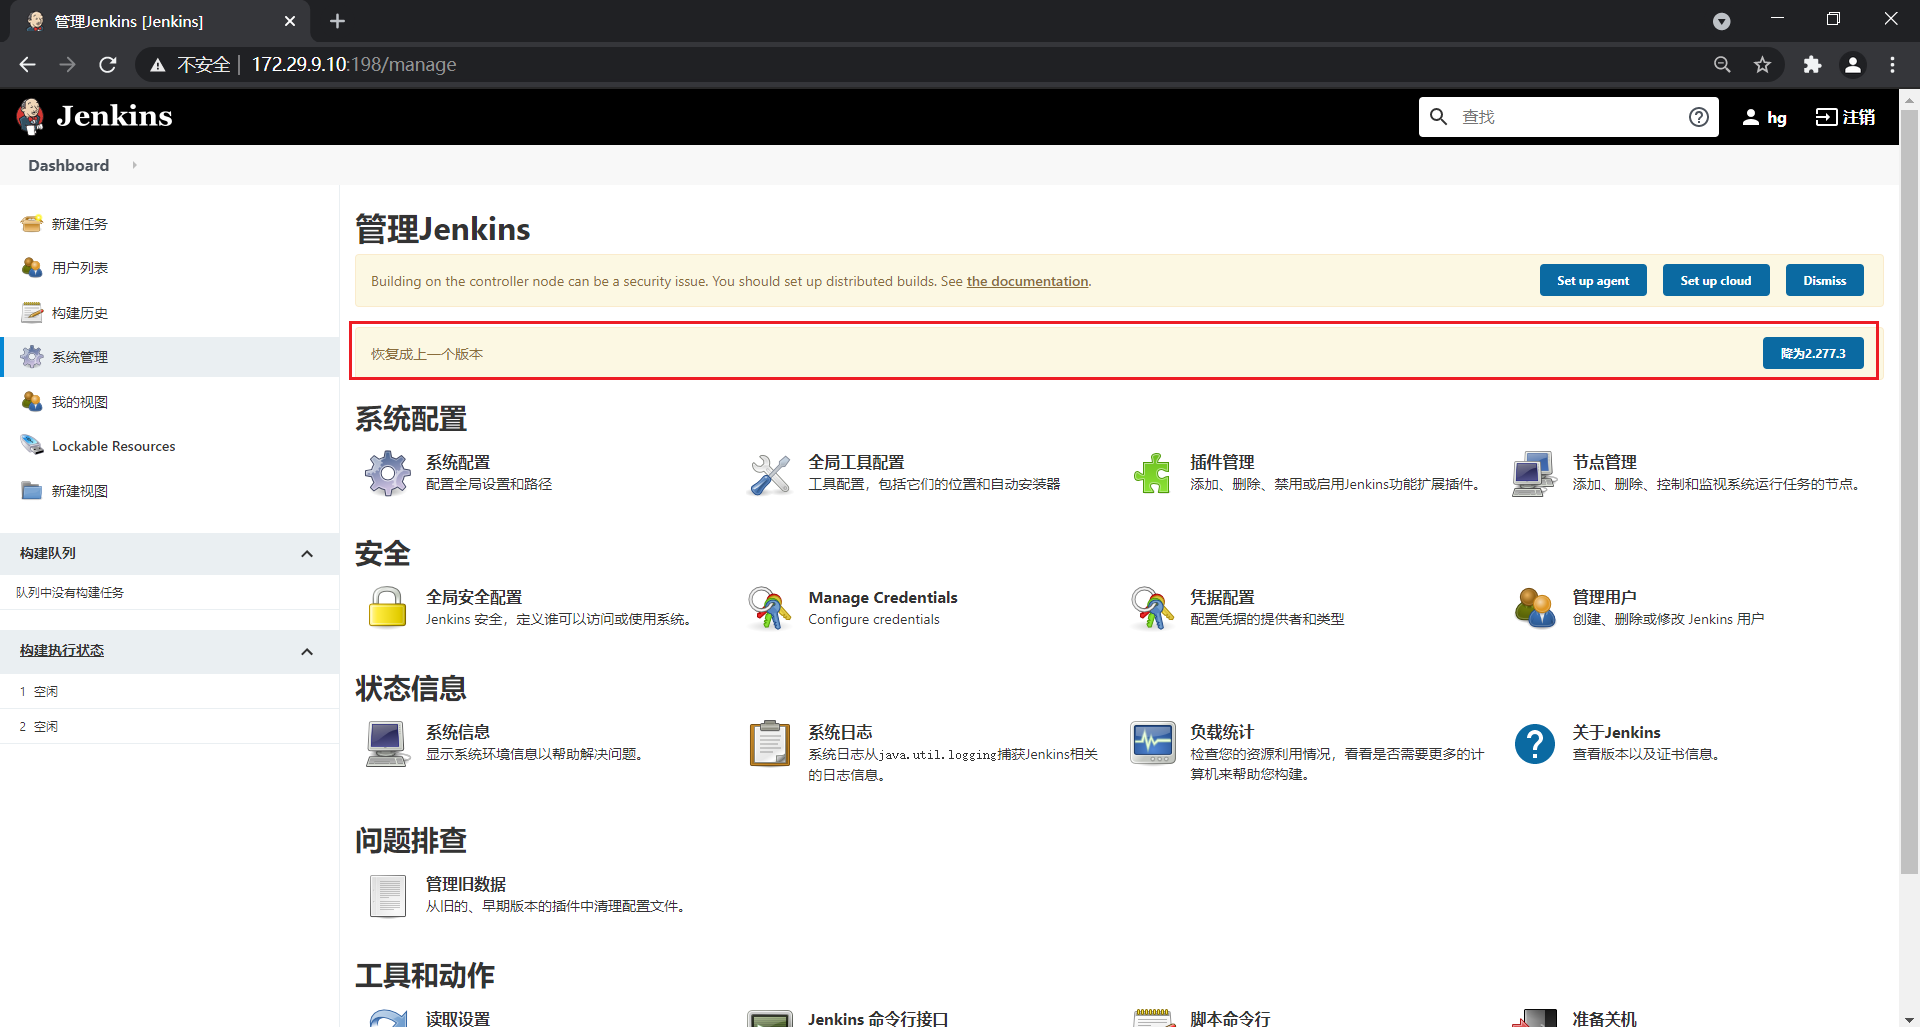 管理Jenkins [Jenkins]
不安全 | 172.29.9.10:198/manage
Jenkins
查找
hg
注销
Dashboard
新建任务
用户列表
构建历史
系统管理
我的视图
Lockable Resources
新建视图
构建队列
队列中没有构建任务
构建执行状态
1 空闲
2 空闲
管理Jenkins
Building on the controller node can be a security issue. You should set up distributed builds. See the documentation.
Set up agent
Set up cloud
Dismiss
恢复成上一个版本
降为2.277.3
系统配置
系统配置
配置全局设置和路径
全局工具配置
工具配置，包括它们的位置和自动安装器
插件管理
添加、删除、禁用或启用Jenkins功能扩展插件。
节点管理
添加、删除、控制和监视系统运行任务的节点。
安全
全局安全配置
Jenkins 安全，定义谁可以访问或使用系统。
Manage Credentials
Configure credentials
凭据配置
配置凭据的提供者和类型
管理用户
创建、删除或修改 Jenkins 用户
状态信息
系统信息
显示系统环境信息以帮助解决问题。
系统日志
系统日志从java.util.logging捕获Jenkins相关
的日志信息。
负载统计
检查您的资源利用情况，看看是否需要更多的计
算机来帮助您构建。
关于Jenkins
查看版本以及证书信息。
问题排查
管理旧数据
从旧的、早期版本的插件中清理配置文件。
工具和动作
读取设置
Jenkins 命令行接口
脚本命令行
准备关机